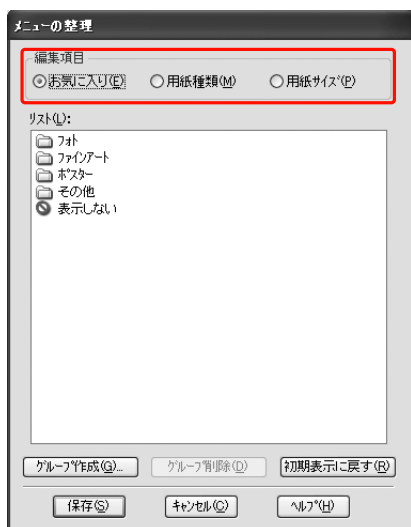 メニューの整理
編集項目
お気に入り(E) 用紙種類(M) 用紙サイズ(P)
リスト(L):
フォト
ファインアート
ポスター
その他
表示しない
グループ作成(G)... グループ削除(D) 初期表示に戻す(R)
保存(S) キャンセル(C) ヘルプ(H)